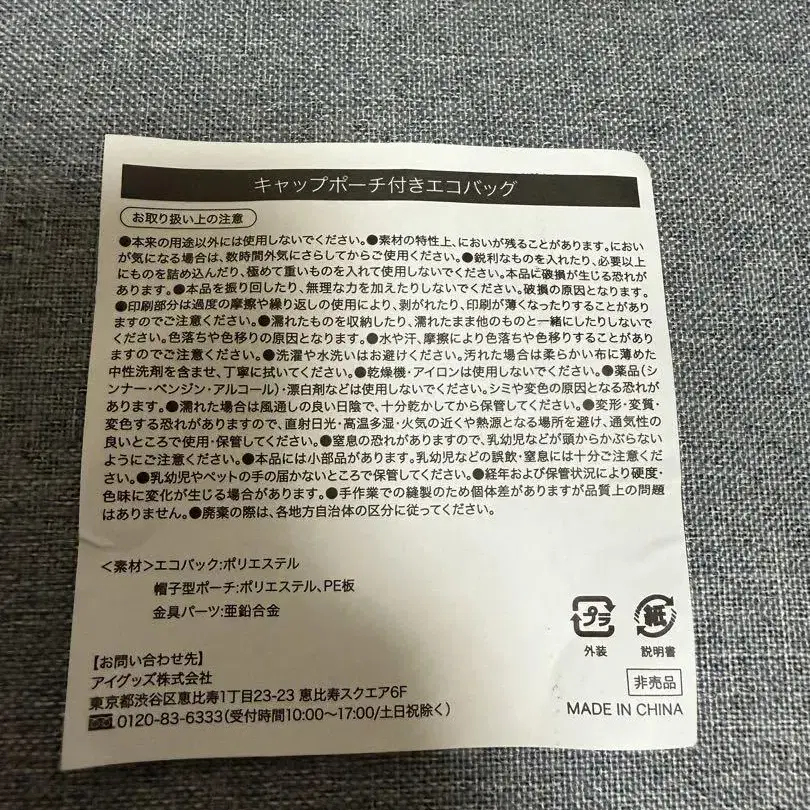 キャップポーチ付きエコバッグ
お取り扱い上の注意
●本来の用途以外には使用しないでください。●素材の特性上、においが残ることがあります。におい
が気になる場合は、数時間外気にさらしてからご使用ください。●鋭利なものを入れたり、必要以上
にものを詰め込んだり、極めて重いものを入れて使用しないでください。本品に破損が生じる恐れが
あります。●本品を振り回したり、無理な力を加えたりしないでください。破損の原因となります。
●印刷部分は過度の摩擦や繰り返しの使用により、剥がれたり、印刷が薄くなったりすることがあり
ますのでご注意ください。●濡れたものを収納したり、濡れたまま他のものと一緒にしたりしないで
ください。色落ちや色移りの原因となります。●水や汗、摩擦により色落ちや色移りすることがあり
ますのでご注意ください。●洗濯や水洗いはお避けください。汚れた場合は柔らかい布に薄めた
中性洗剤を含ませ、丁寧に拭いてください。●乾燥機・アイロンは使用しないでください。●薬品(シ
ンナー・ベンジン・アルコール)・漂白剤などは使用しないでください。シミや変色の原因となる恐れが
あります。●濡れた場合は風通しの良い日陰で、十分乾かしてから保管してください。●変形・変質・
変色する恐れがありますので、直射日光・高温多湿・火気の近くや熱源となる場所を避け、通気性の
良いところで使用・保管してください。●窒息の恐れがありますので、乳幼児などが頭からかぶらない
ようにご注意ください。●本品には小部品があります。乳幼児などの誤飲・窒息には十分ご注意くだ
さい。●乳幼児やペットの手の届かないところで保管してください。●経年および保管状況により硬度・
色味に変化が生じる場合があります。●手作業での縫製のため個体差がありますが品質上の問題
はありません。●廃棄の際は、各地方自治体の区分に従ってください。
<素材>エコバック:ポリエステル
帽子型ポーチ:ポリエステル、PE板
金具パーツ:亜鉛合金
プラ 紙
外装 説明書
【お問い合わせ先】
アイグッズ株式会社
非売品
東京都渋谷区恵比寿1丁目23-23 恵比寿スクエア6F
0120-83-6333(受付時間10:00~17:00/土日祝除く)
MADE IN CHINA